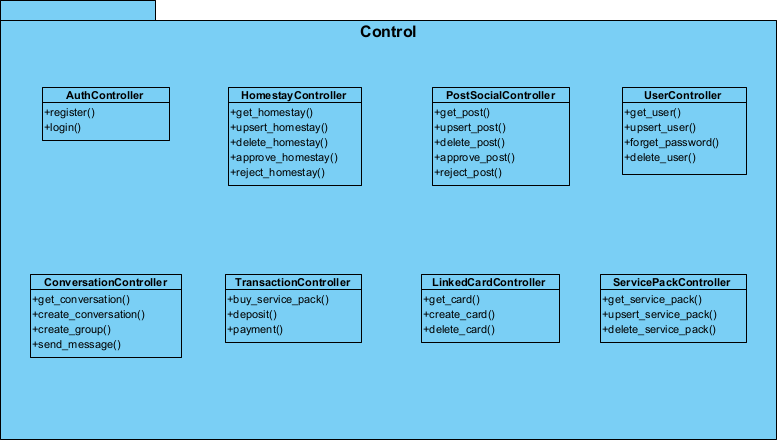 Control
AuthController
+register()
+login()
HomestayController
+get_homestay()
+upsert_homestay()
+delete_homestay()
+approve_homestay()
+reject_homestay()
PostSocialController
+get_post()
+upsert_post()
+delete_post()
+approve_post()
+reject_post()
UserController
+get_user()
+upsert_user()
+forget_password()
+delete_user()
ConversationController
+get_conversation()
+create_conversation()
+create_group()
+send_message()
TransactionController
+buy_service_pack()
+deposit()
+payment()
LinkedCardController
+get_card()
+create_card()
+delete_card()
ServicePackController
+get_service_pack()
+upsert_service_pack()
+delete_service_pack()